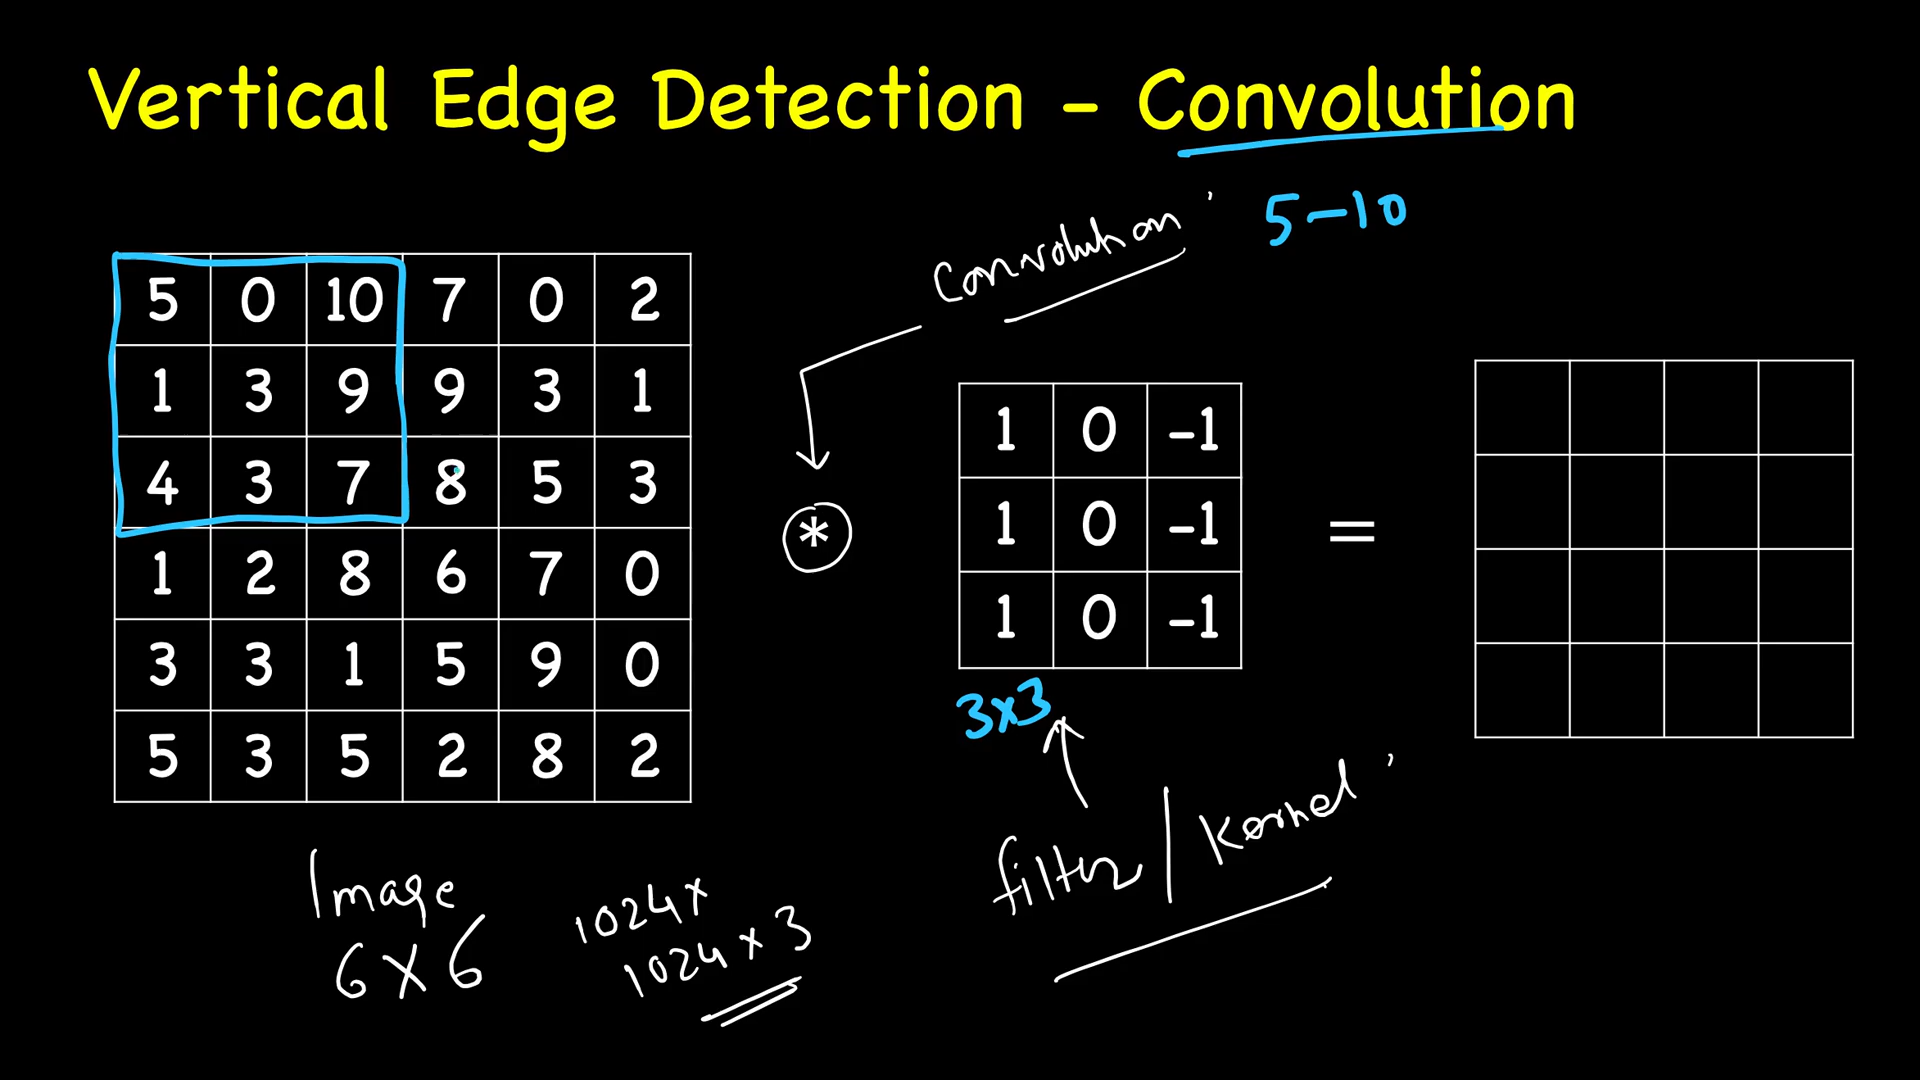 Vertical Edge Detection - Convolution
Convolution
5-10
5 0 10 7 0 2
1 3 9 9 3 1
4 3 7 8 5 3
1 2 8 6 7 0
3 3 1 5 9 0
5 3 5 2 8 2
*
1 0 -1
1 0 -1
1 0 -1
=
3x3
filter / Kernel
Image
6x6
1024x
1024x3